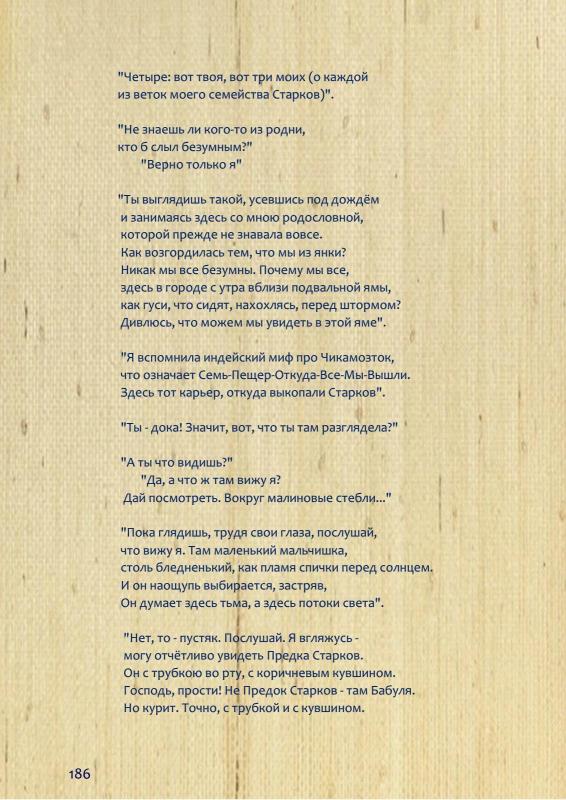 "Четыре: вот твоя, вот три моих (о каждой
из веток моего семейства Старков)".
"Не знаешь ли кого-то из родни,
кто б слыл безумным?"
"Верно только я"
"Ты выглядишь такой, усевшись под дождём
и занимаясь здесь со мною родословной,
которой прежде не знавала вовсе.
Как возгордилась тем, что мы из янки?
Никак мы все безумны. Почему мы все,
здесь в городе с утра вблизи подвальной ямы,
как гуси, что сидят, нахохлясь, перед штормом?
Дивлюсь, что можем мы увидеть в этой яме".
"Я вспомнила индейский миф про Чикамозток,
что означает Семь-Пещер-Откуда-Все-Мы-Вышли.
Здесь тот карьер, откуда выкопали Старков".
"Ты - дока! Значит, вот, что ты там разглядела?"
"А ты что видишь?"
"Да, а что ж там вижу я?
Дай посмотреть. Вокруг малиновые стебли..."
"Пока глядишь, трудя свои глаза, послушай,
что вижу я. Там маленький мальчишка,
столь бледненький, как пламя спички перед солнцем.
И он наощупь выбирается, застряв,
Он думает здесь тьма, а здесь потоки света".
"Нет, то - пустяк. Послушай. Я вгляжусь -
могу отчётливо увидеть Предка Старков.
Он с трубкою во рту, с коричневым кувшином.
Господь, прости! Не Предок Старков - там Бабуля.
Но курит. Точно, с трубкой и с кувшином.
186